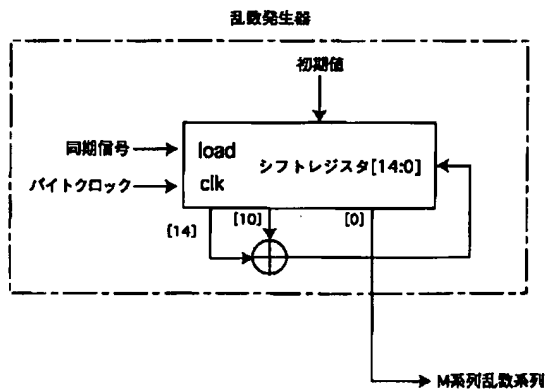 乱数発生器
初期値
同期信号
load
シフトレジスタ[14:0]
バイトクロック
clk
[14]
[10]
[0]
M系列乱数系列